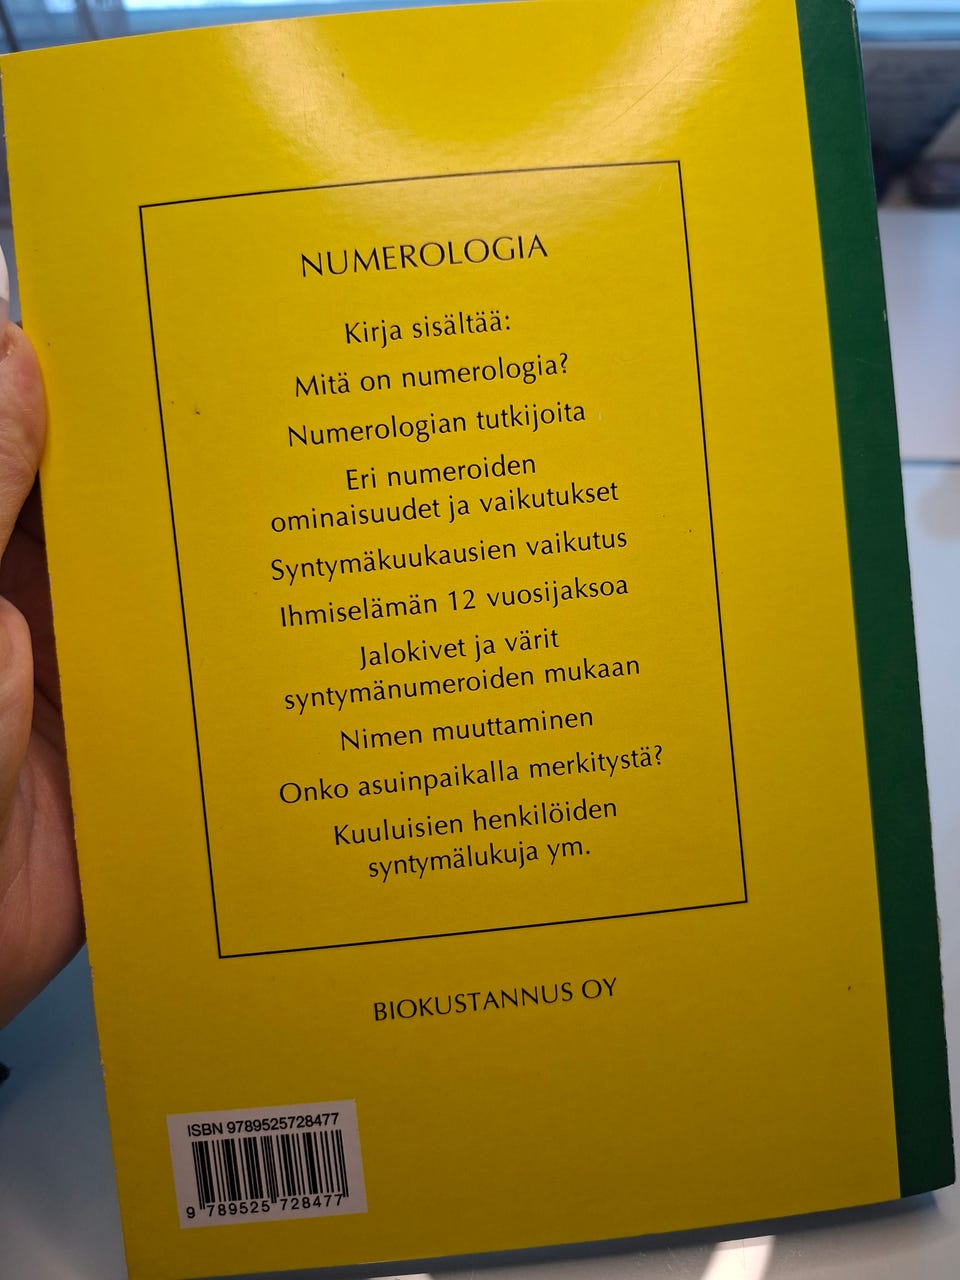 NUMEROLOGIA
Kirja sisältää:
Mitä on numerologia?
Numerologian tutkijoita
Eri numeroiden
ominaisuudet ja vaikutukset
Syntymäkuukausien vaikutus
Ihmiselämän 12 vuosijaksoa
Jalokivet ja värit
syntymänumeroiden mukaan
Nimen muuttaminen
Onko asuinpaikalla merkitystä?
Kuuluisien henkilöiden
syntymälukuja ym.
BIOKUSTANNUS OY
ISBN 9789525728477
9 789525 728477